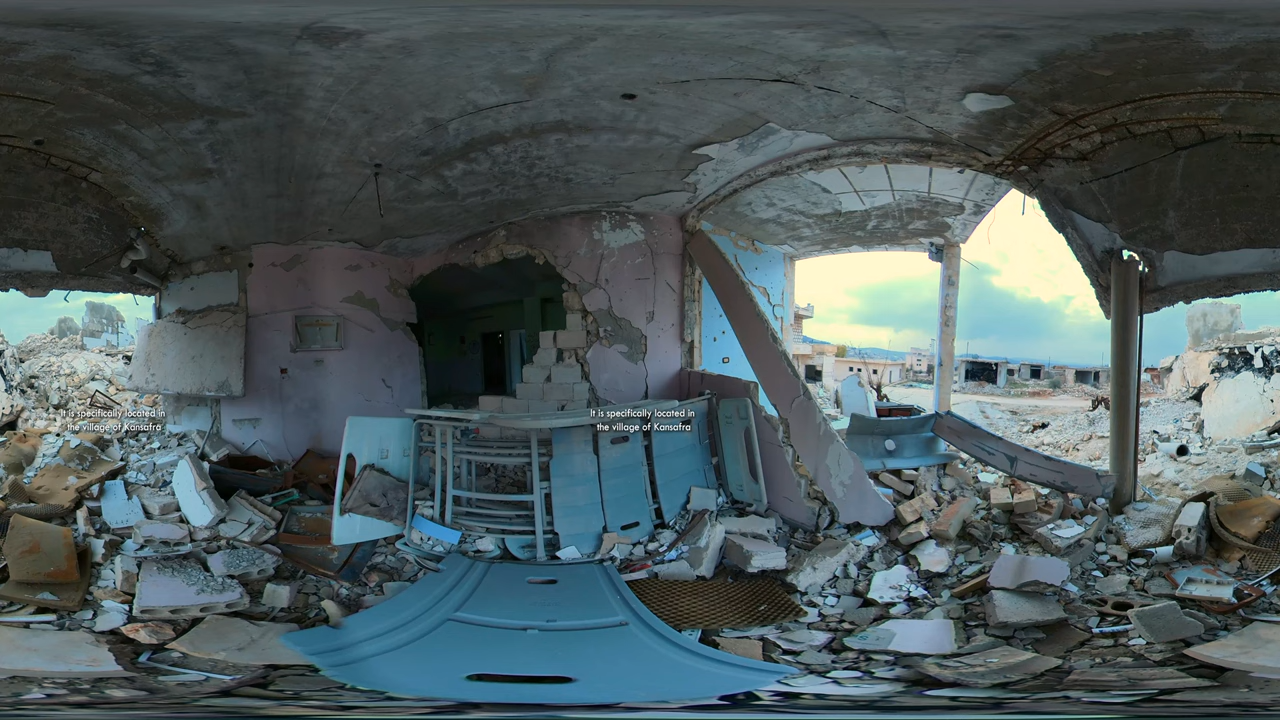 It is specifically located in
the village of Kansafra
It is specifically located in
the village of Kansafra